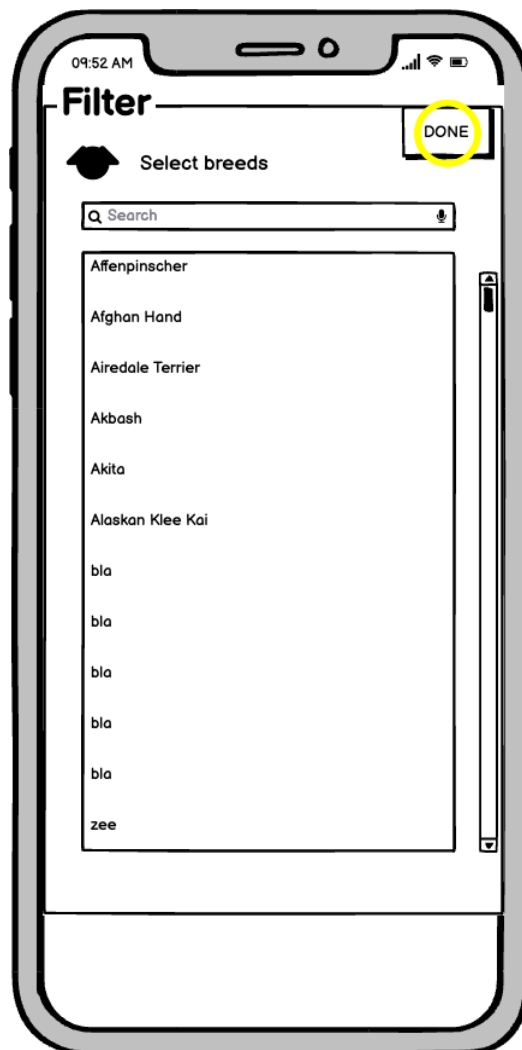 09:52 AM
Filter
DONE
Select breeds
Search
Affenpinscher
Afghan Hand
Airedale Terrier
Akbash
Akita
Alaskan Klee Kai
bla
bla
bla
bla
bla
zee